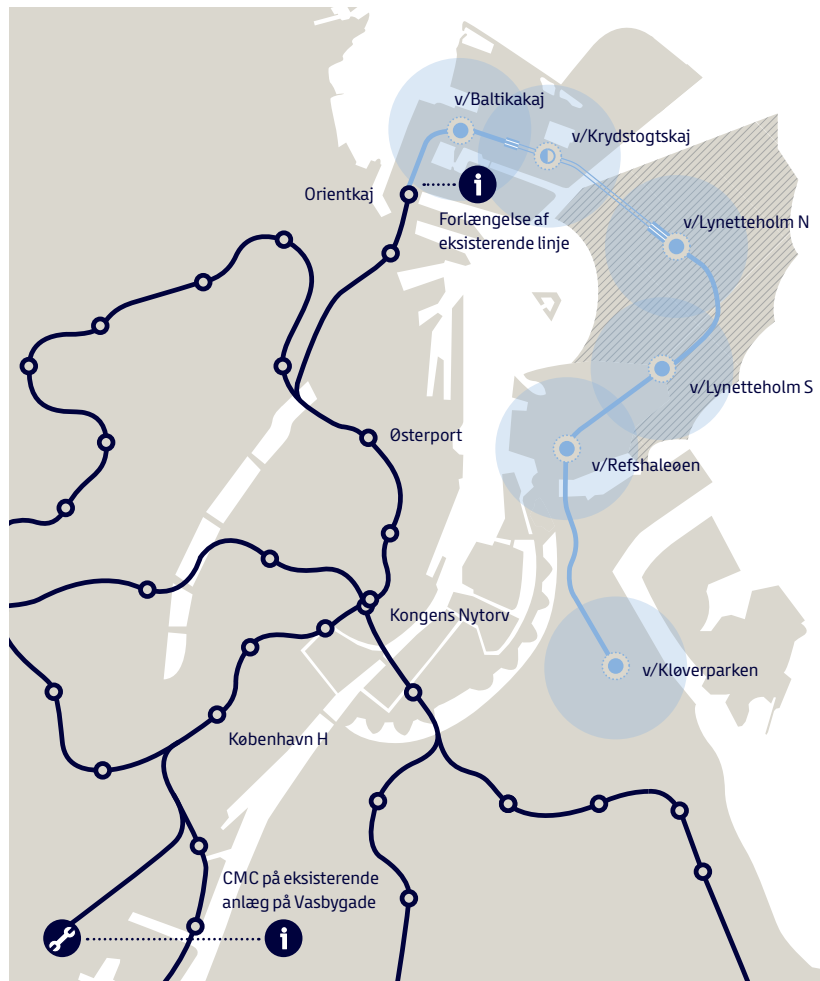 v/Baltikakaj
v/Krydstogtskaj
Orientkaj
Forlængelse af
eksisterende linje
v/Lynetteholm N
v/Lynetteholm S
Østerport
v/Refshaleøen
Kongens Nytorv
v/Kløverparken
København H
CMC på eksisterende
anlæg på Vasbygade